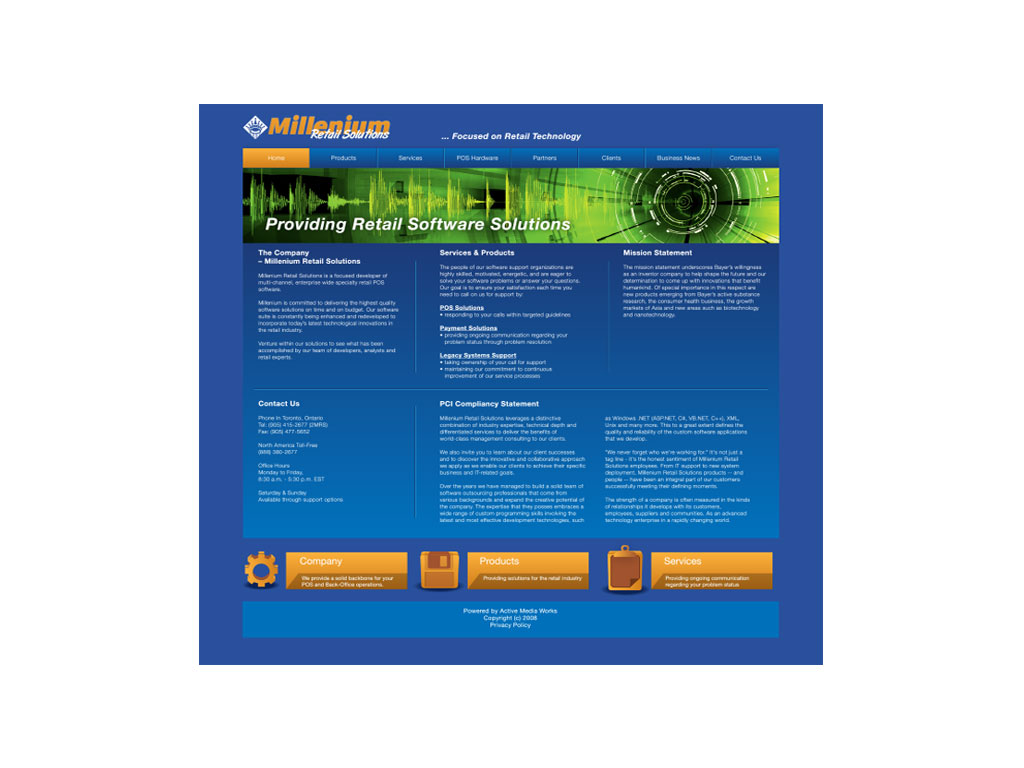 Millenium
Retail Solutions
... Focused on Retail Technology
Home
Products
Services
POS Hardware
Partners
Clients
Business News
Contact Us
Providing Retail Software Solutions
The Company
– Millenium Retail Solutions
Millenium Retail Solutions is a focused developer of
multi-channel, enterprise wide specialty retail POS
software.
Millenium is committed to delivering the highest quality
software solutions on time and on budget. Our software
suite is constantly being enhanced and redeveloped to
incorporate today's latest technological innovations in
the retail industry.
Venture within our solutions to see what has been
accomplished by our team of developers, analysts and
retail experts.
Services & Products
The people of our software support organizations are
highly skilled, motivated, energetic, and are eager to
solve your software problems or answer your questions.
Our goal is to ensure your satisfaction each time you
need to call on us for support by:
POS Solutions
• responding to your calls within targeted guidelines
Payment Solutions
• providing ongoing communication regarding your
problem status through problem resolution
Legacy Systems Support
• taking ownership of your call for support
• maintaining our commitment to continuous
improvement of our service processes
Mission Statement
The mission statement underscores Bayer's willingness
as an inventor company to help shape the future and our
determination to come up with innovations that benefit
humankind. Of special importance in this respect are
new products emerging from Bayer's active substance
research, the consumer health business, the growth
markets of Asia and new areas such as biotechnology
and nanotechnology.
Contact Us
Phone In Toronto, Ontario
Tel: (905) 415-2677 (2MRS)
Fax: (905) 477-5652
North America Toll-Free
(888) 380-2677
Office Hours
Monday to Friday,
8:30 a.m. - 5:30 p.m. EST
Saturday & Sunday
Available through support options
PCI Compliancy Statement
Millenium Retail Solutions leverages a distinctive
combination of industry expertise, technical depth and
differentiated services to deliver the benefits of
world-class management consulting to our clients.
We also invite you to learn about our client successes
and to discover the innovative and collaborative approach
we apply as we enable our clients to achieve their specific
business and IT-related goals.
Over the years we have managed to build a solid team of
software outsourcing professionals that come from
various backgrounds and expand the creative potential of
the company. The expertise that they posses embraces a
wide range of custom programming skills involving the
latest and most effective development technologies, such
as Windows .NET (ASP.NET, C#, VB.NET, C++), XML,
Unix and many more. This to a great extent defines the
quality and reliability of the custom software applications
that we develop.
"We never forget who we're working for." It's not just a
tag line - it's the honest sentiment of Millenium Retail
Solutions employees. From IT support to new system
deployment, Millenium Retail Solutions products -- and
people -- have been an integral part of our customers
successfully meeting their defining moments.
The strength of a company is often measured in the kinds
of relationships it develops with its customers,
employees, suppliers and communities. As an advanced
technology enterprise in a rapidly changing world.
Company
We provide a solid backbone for your
POS and Back-Office operations.
Products
Providing solutions for the retail industry
Services
Providing ongoing communication
regarding your problem status.
Powered by Active Media Works
Copyright (c) 2008
Privacy Policy